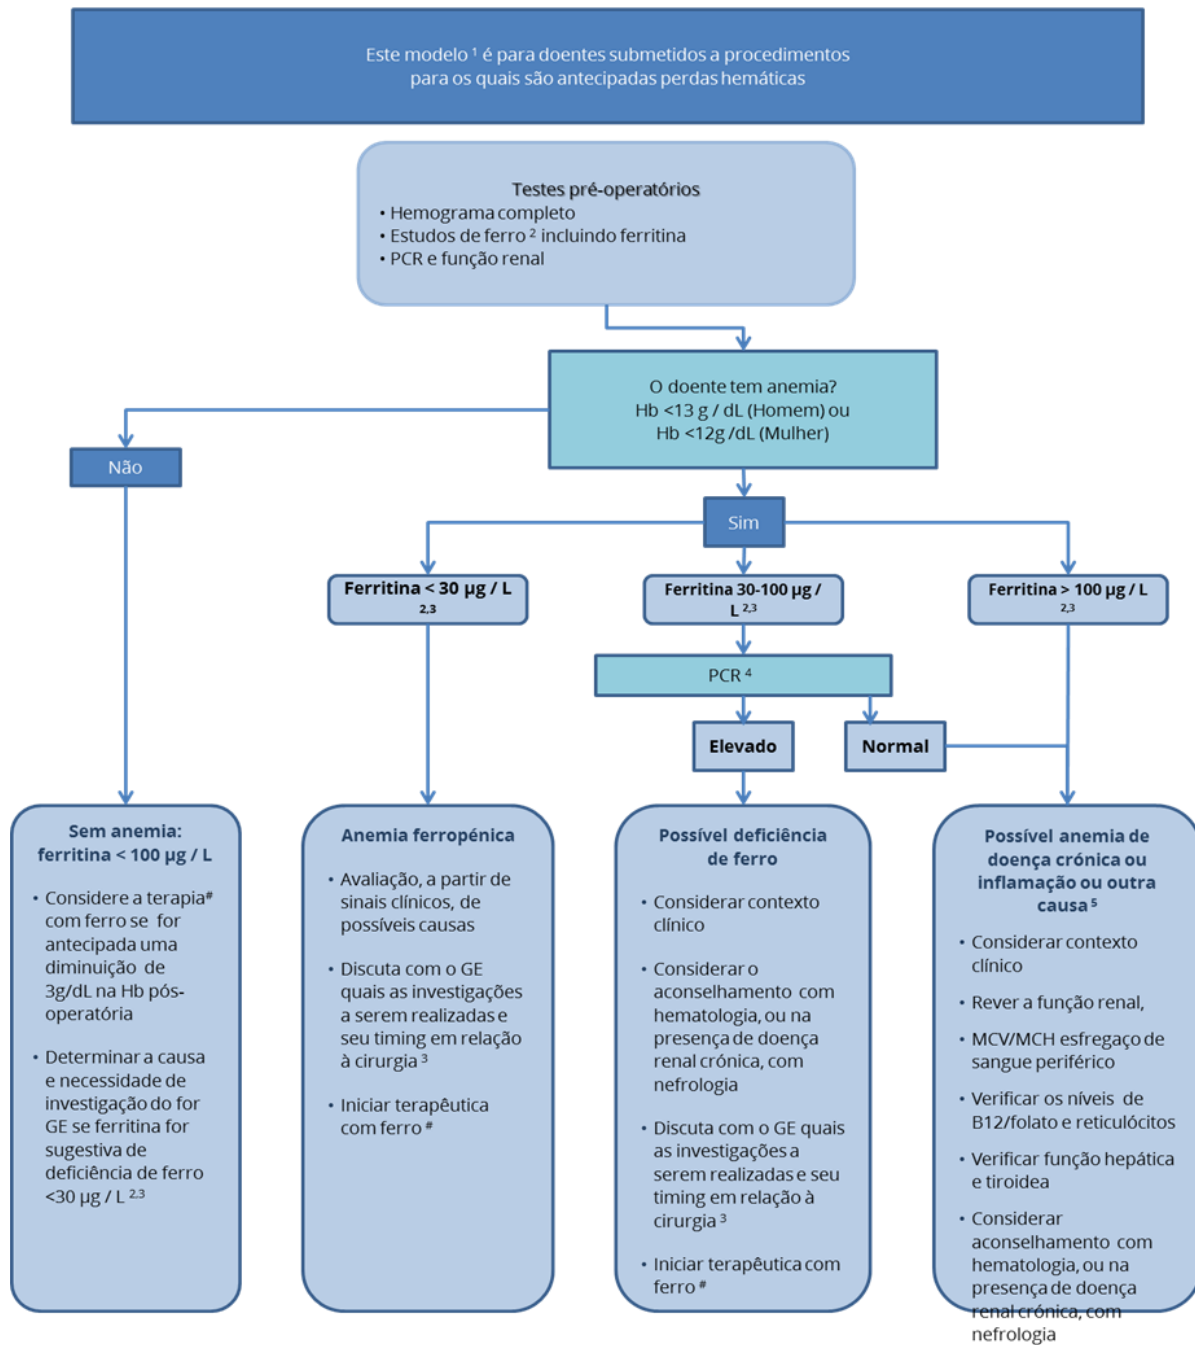 Este modelo ¹ é para doentes submetidos a procedimentos
para os quais são antecipadas perdas hemáticas
Testes pré-operatórios
• Hemograma completo
• Estudos de ferro ² incluindo ferritina
• PCR e função renal
O doente tem anemia?
Hb <13 g / dL (Homem) ou
Hb <12g /dL (Mulher)
Não
Sim
Ferritina < 30 µg / L
2,3
Ferritina 30-100 µg /
L 2,3
Ferritina > 100 µg / L
2,3
PCR ⁴
Elevado
Normal
Sem anemia:
ferritina < 100 µg / L
• Considere a terapia#
com ferro se for
antecipada uma
diminuição de
3g/dL na Hb pós-
operatória
• Determinar a causa
e necessidade de
investigação do for
GE se ferritina for
sugestiva de
deficiência de ferro
<30 µg / L 2,3
Anemia ferropénica
• Avaliação, a partir de
sinais clínicos, de
possíveis causas
• Discuta com o GE
quais as investigações
a serem realizadas e
seu timing em relação
à cirurgia ³
• Iniciar terapêutica
com ferro #
Possível deficiência
de ferro
• Considerar contexto
clínico
• Considerar o
aconselhamento com
hematologia, ou na
presença de doença
renal crónica, com
nefrologia
• Discuta com o GE quais
as investigações a
serem realizadas e seu
timing em relação à
cirurgia ³
• Iniciar terapêutica com
ferro #
Possível anemia de
doença crónica ou
inflamação ou outra
causa ⁵
• Considerar contexto
clínico
• Rever a função renal,
• MCV/MCH esfregaço de
sangue periférico
• Verificar os níveis de
B12/folato e reticulócitos
• Verificar função hepática
e tiroidea
• Considerar
aconselhamento com
hematologia, ou na
presença de doença
renal crónica, com
nefrologia